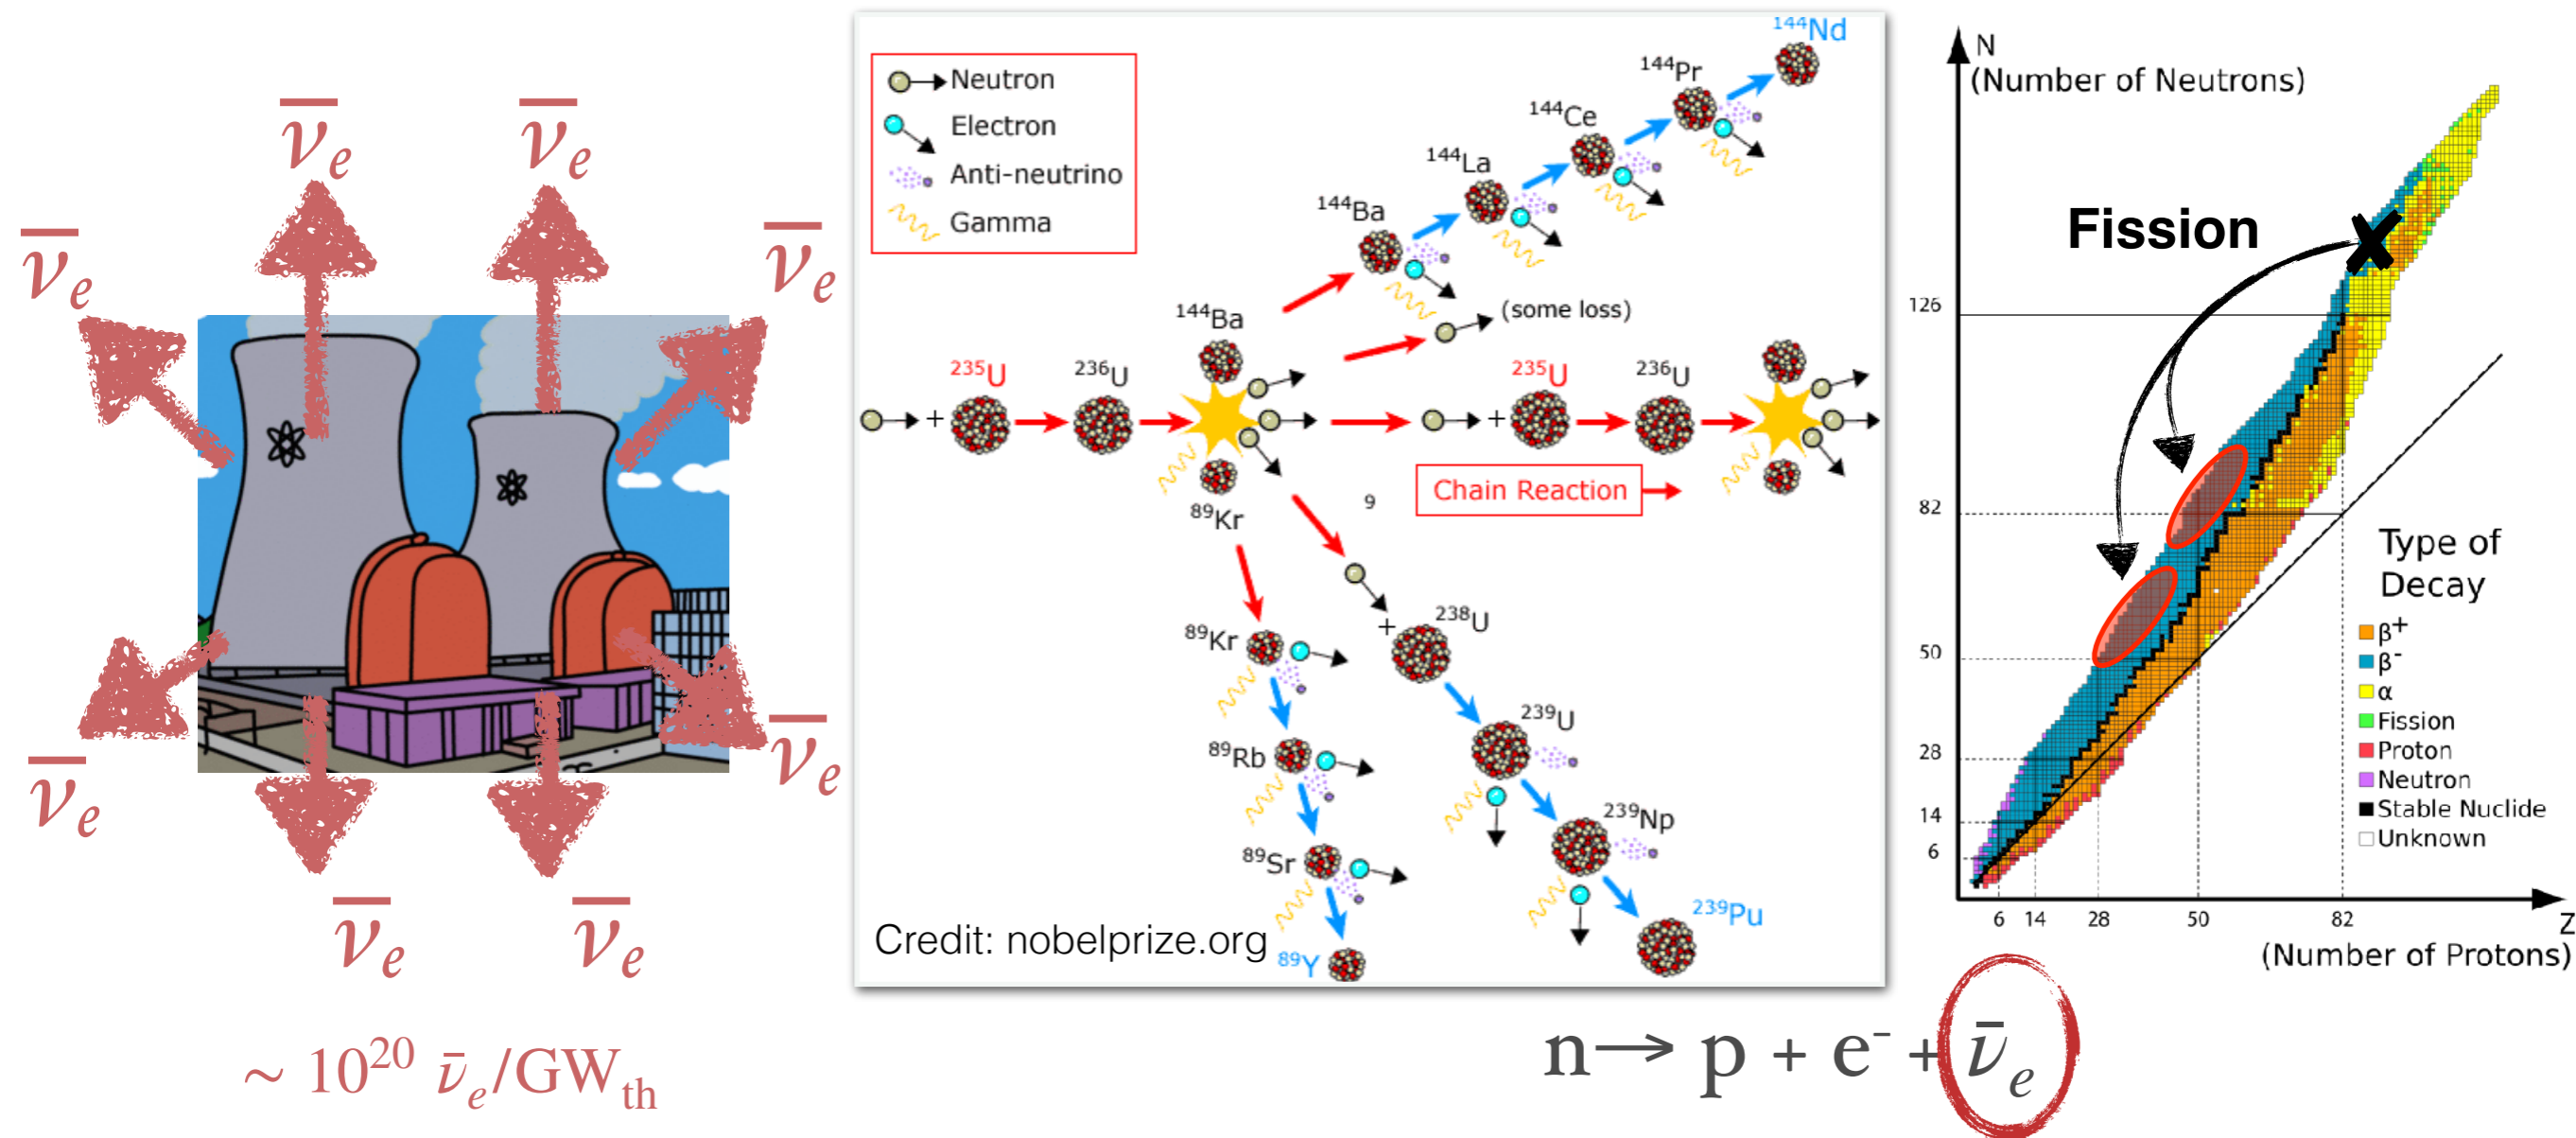 ν̅ₑ
ν̅ₑ
ν̅ₑ
ν̅ₑ
ν̅ₑ
ν̅ₑ
ν̅ₑ
ν̅ₑ
~ 10²⁰ ν̅ₑ/GWₜₕ
Neutron
Electron
Anti-neutrino
Gamma
¹⁴⁴Nd
¹⁴⁴Pr
¹⁴⁴Ce
¹⁴⁴La
¹⁴⁴Ba
¹⁴⁴Ba
(some loss)
+
²³⁵U
²³⁶U
+
²³⁵U
²³⁶U
Chain Reaction
9
⁸⁹Kr
⁸⁹Kr
+
²³⁸U
⁸⁹Rb
²³⁹U
⁸⁹Sr
²³⁹Np
⁸⁹Y
²³⁹Pu
Credit: nobelprize.org
N
(Number of Neutrons)
Fission
126
82
50
28
14
6
6 14 28 50 82
Z
(Number of Protons)
Type of
Decay
β⁺
β⁻
α
Fission
Proton
Neutron
Stable Nuclide
Unknown
n→ p + e⁻ + ν̅ₑ